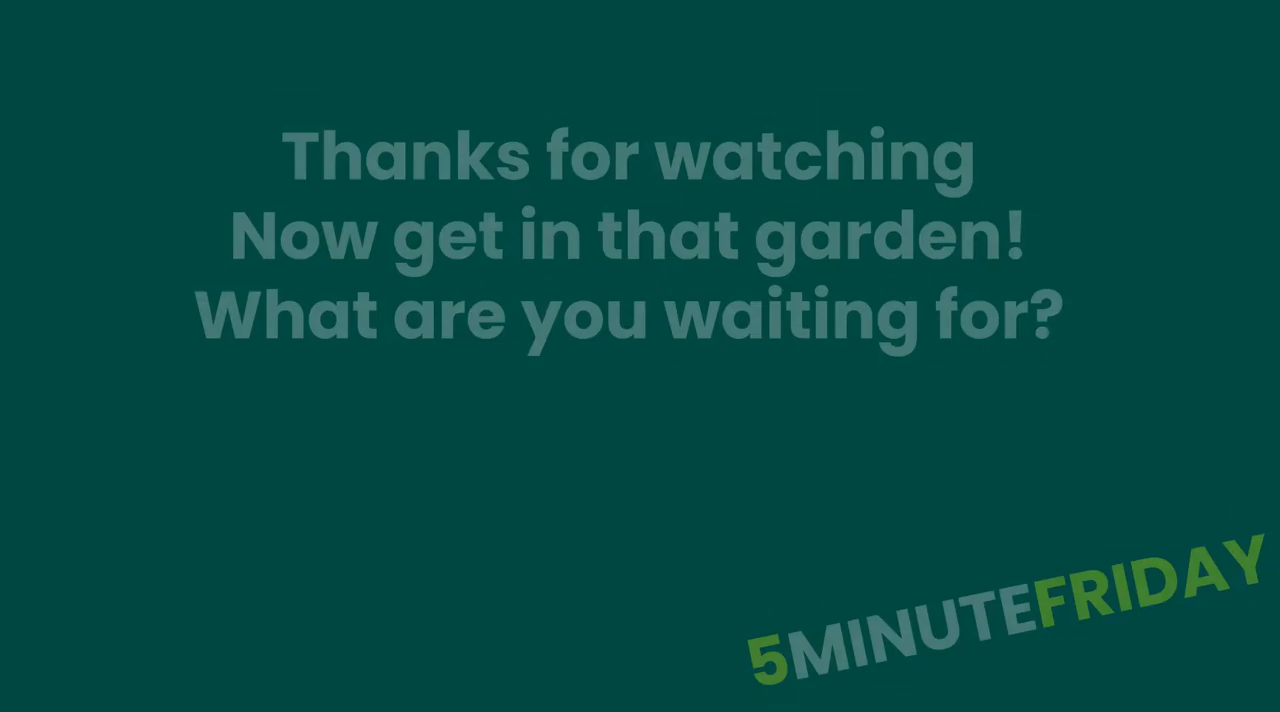 Thanks for watching
Now get in that garden!
What are you waiting for?
5MINUTEFRIDAY